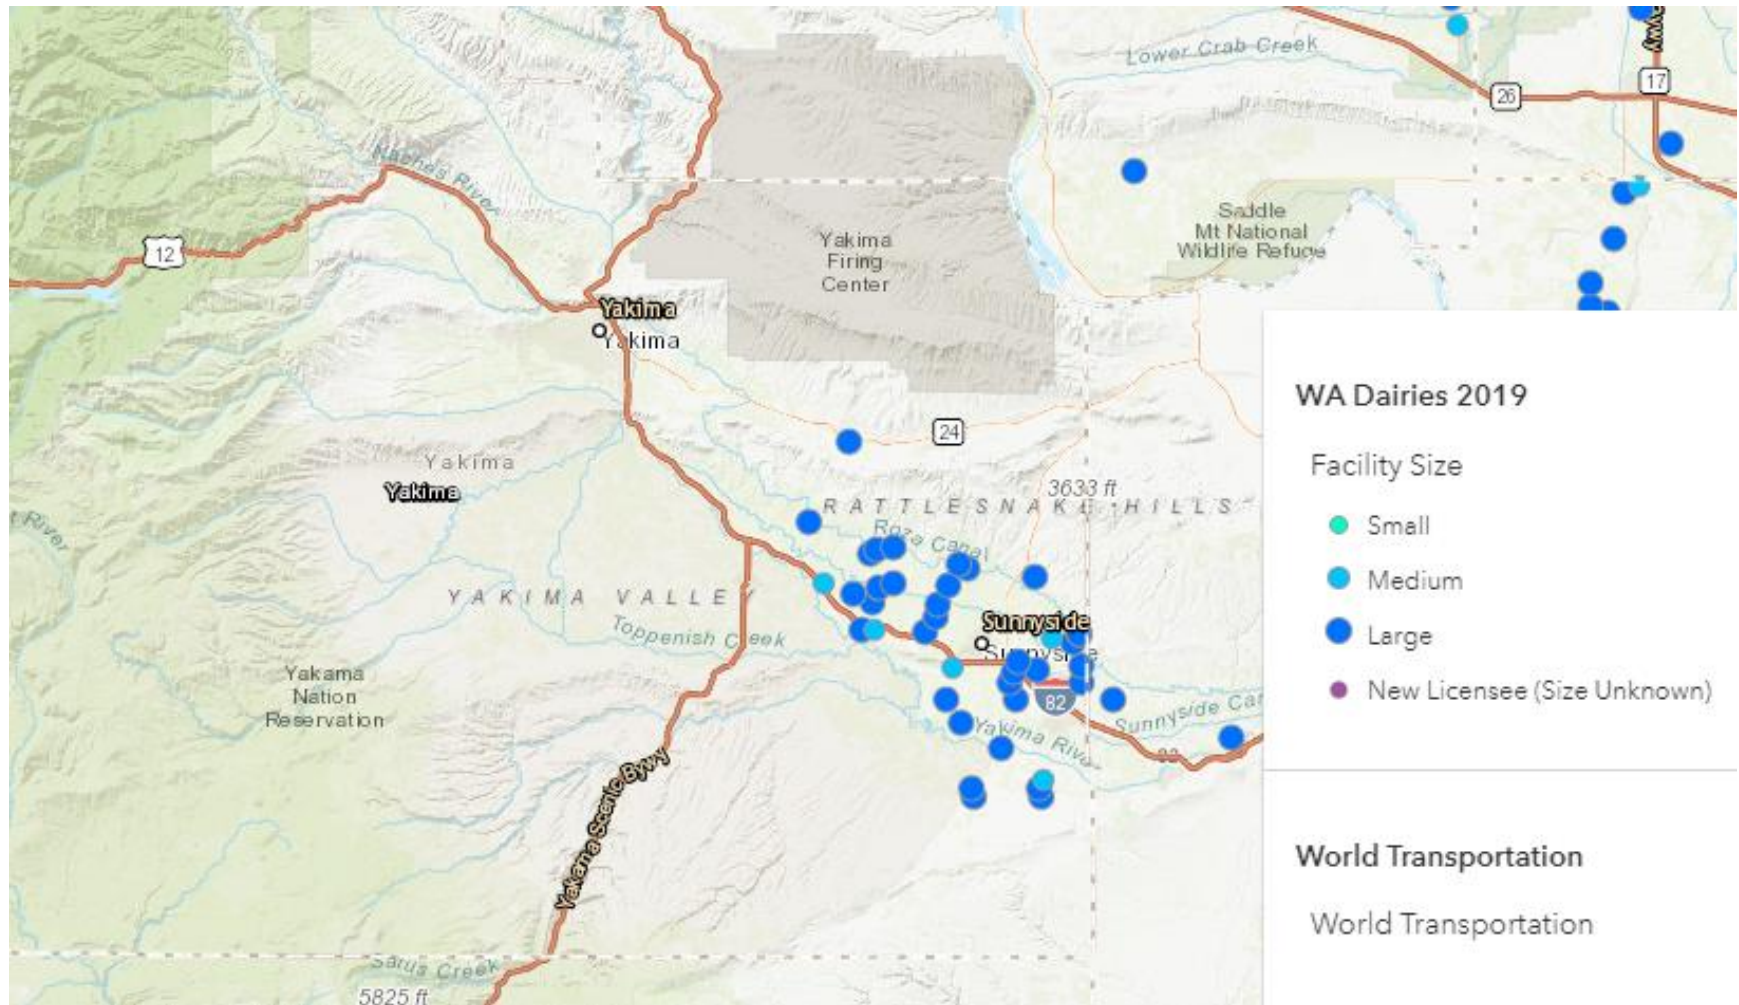 Lower Crab Creek
26
17
Naches River
12
Saddle
Mt National
Wildlife Refuge
Yakima
Firing
Center
Yakima
Yakima
WA Dairies 2019
24
Facility Size
Yakima
Yakima
3633 ft
RATTLESNAKE HILLS
River
Roza Canal
Small
Medium
YAKIMA VALLEY
Sunnyside
Toppenish Creek
Large
Sunnyside
Yakama
Nation
Reservation
New Licensee (Size Unknown)
82
Sunnyside Can
Yakima River
Yakama Scenic Bywy
World Transportation
World Transportation
Satus Creek
5825 ft